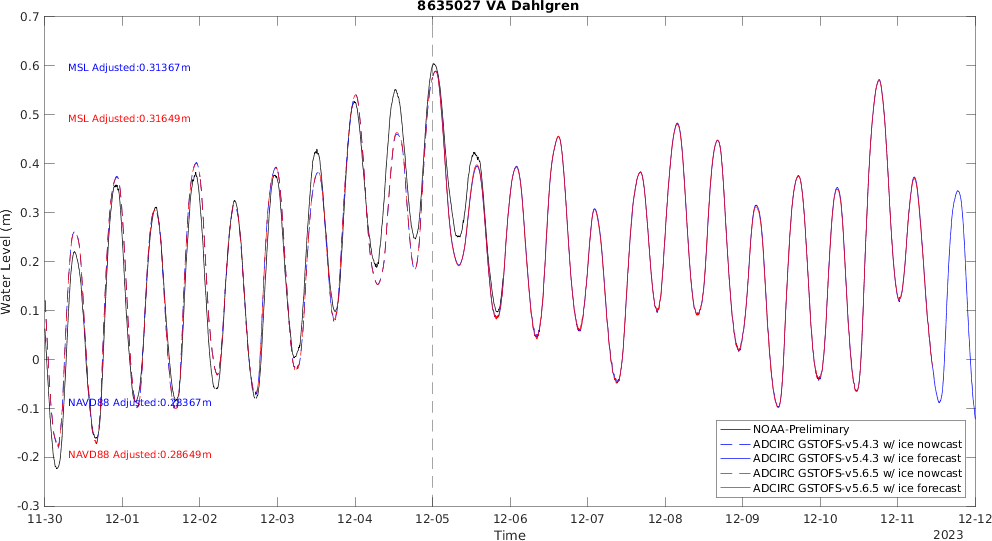 8635027 VA Dahlgren
0.7
0.6
0.5
0.4
0.3
0.2
0.1
0
-0.1
-0.2
-0.3
Water Level (m)
MSL Adjusted:0.31367m
MSL Adjusted:0.31649m
NAVD88 Adjusted:0.28367m
NAVD88 Adjusted:0.28649m
NOAA-Preliminary
ADCIRC GSTOFS-v5.4.3 w/ ice nowcast
ADCIRC GSTOFS-v5.4.3 w/ ice forecast
ADCIRC GSTOFS-v5.6.5 w/ ice nowcast
ADCIRC GSTOFS-v5.6.5 w/ ice forecast
11-30 12-01 12-02 12-03 12-04 12-05 12-06 12-07 12-08 12-09 12-10 12-11 12-12
Time
2023